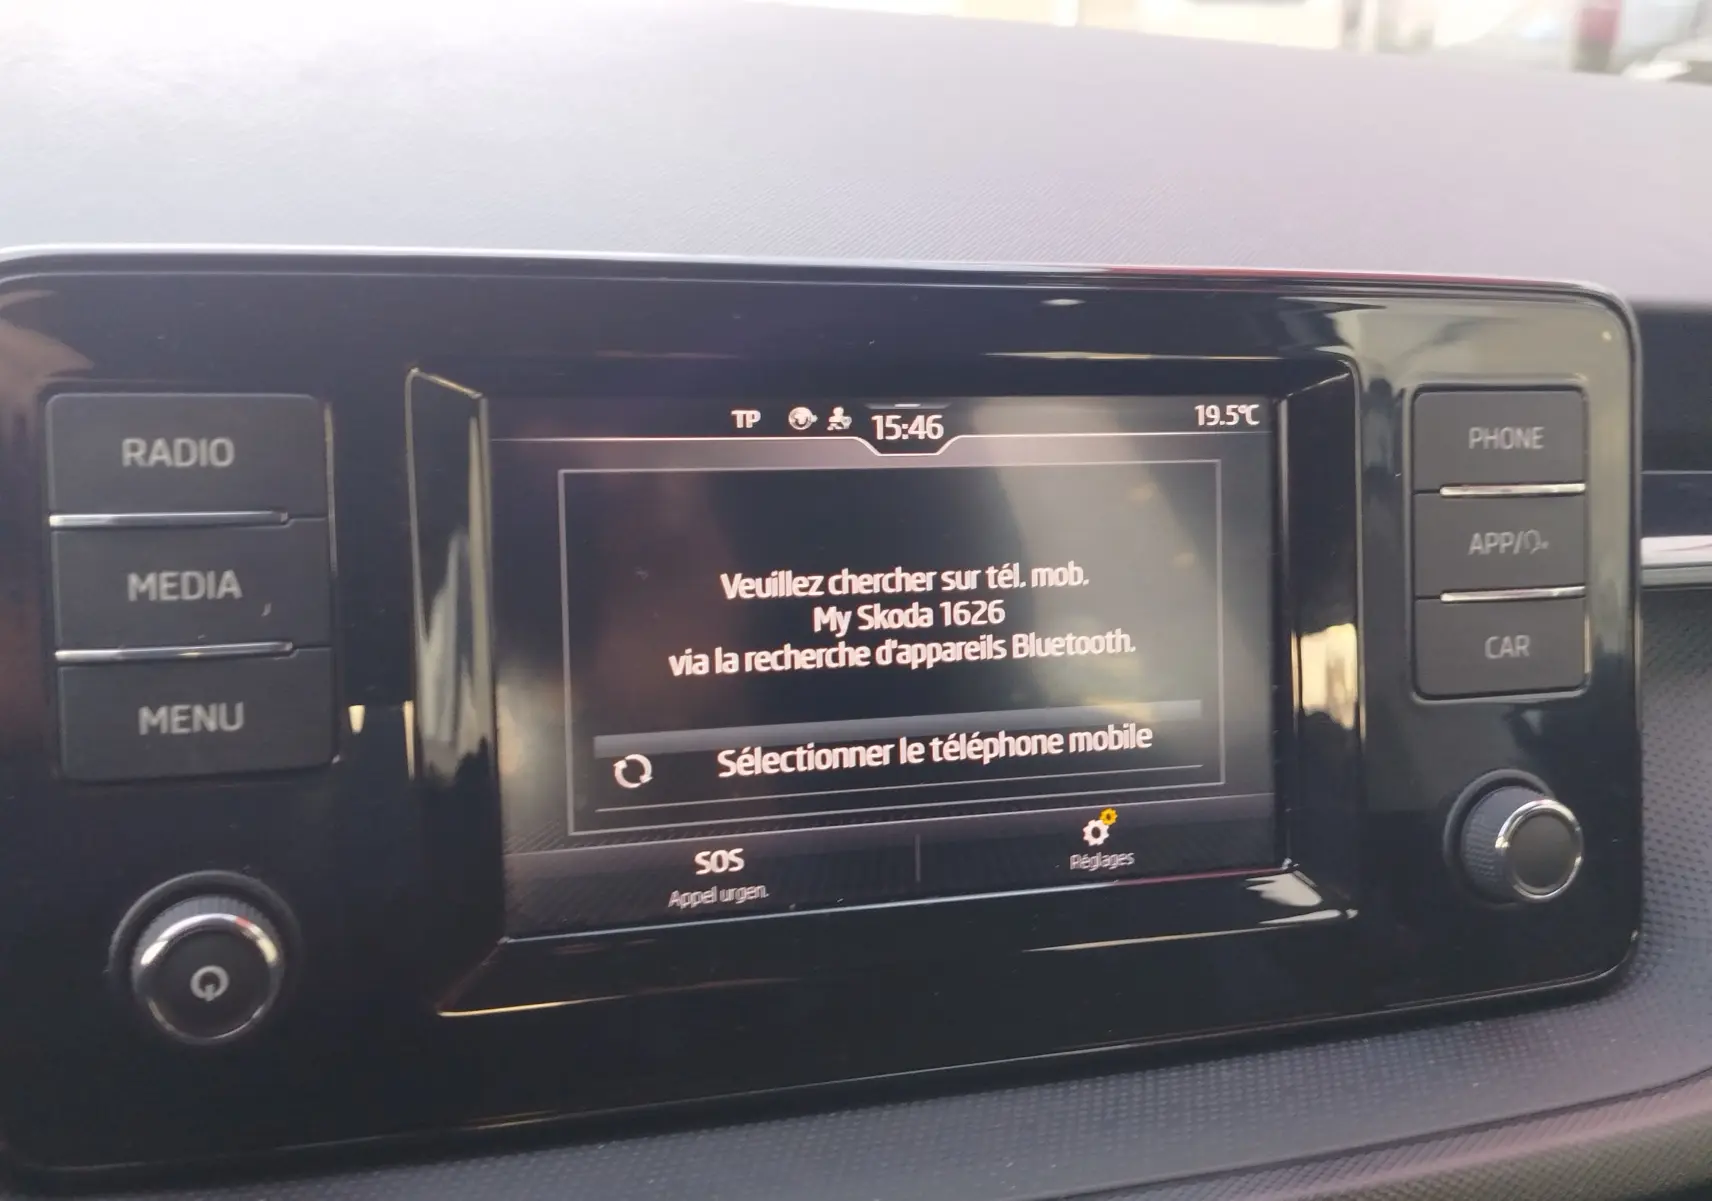 TP 15:46 19.5°C
RADIO
MEDIA
MENU
Veuillez chercher sur tél. mob.
My Skoda 1626
via la recherche d'appareils Bluetooth.
Sélectionner le téléphone mobile
SOS
Appel urgen.
Réglages
PHONE
APP/
CAR